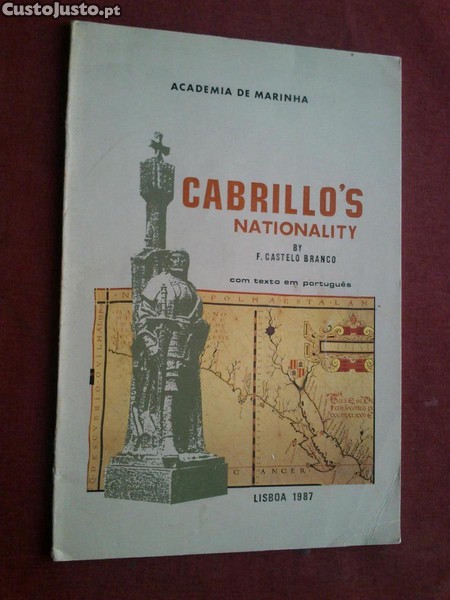 CustoJusto.pt
ACADEMIA DE MARINHA
CABRILLO'S
NATIONALITY
BY
F. CASTELO BRANCO
com texto em português
LISBOA 1987